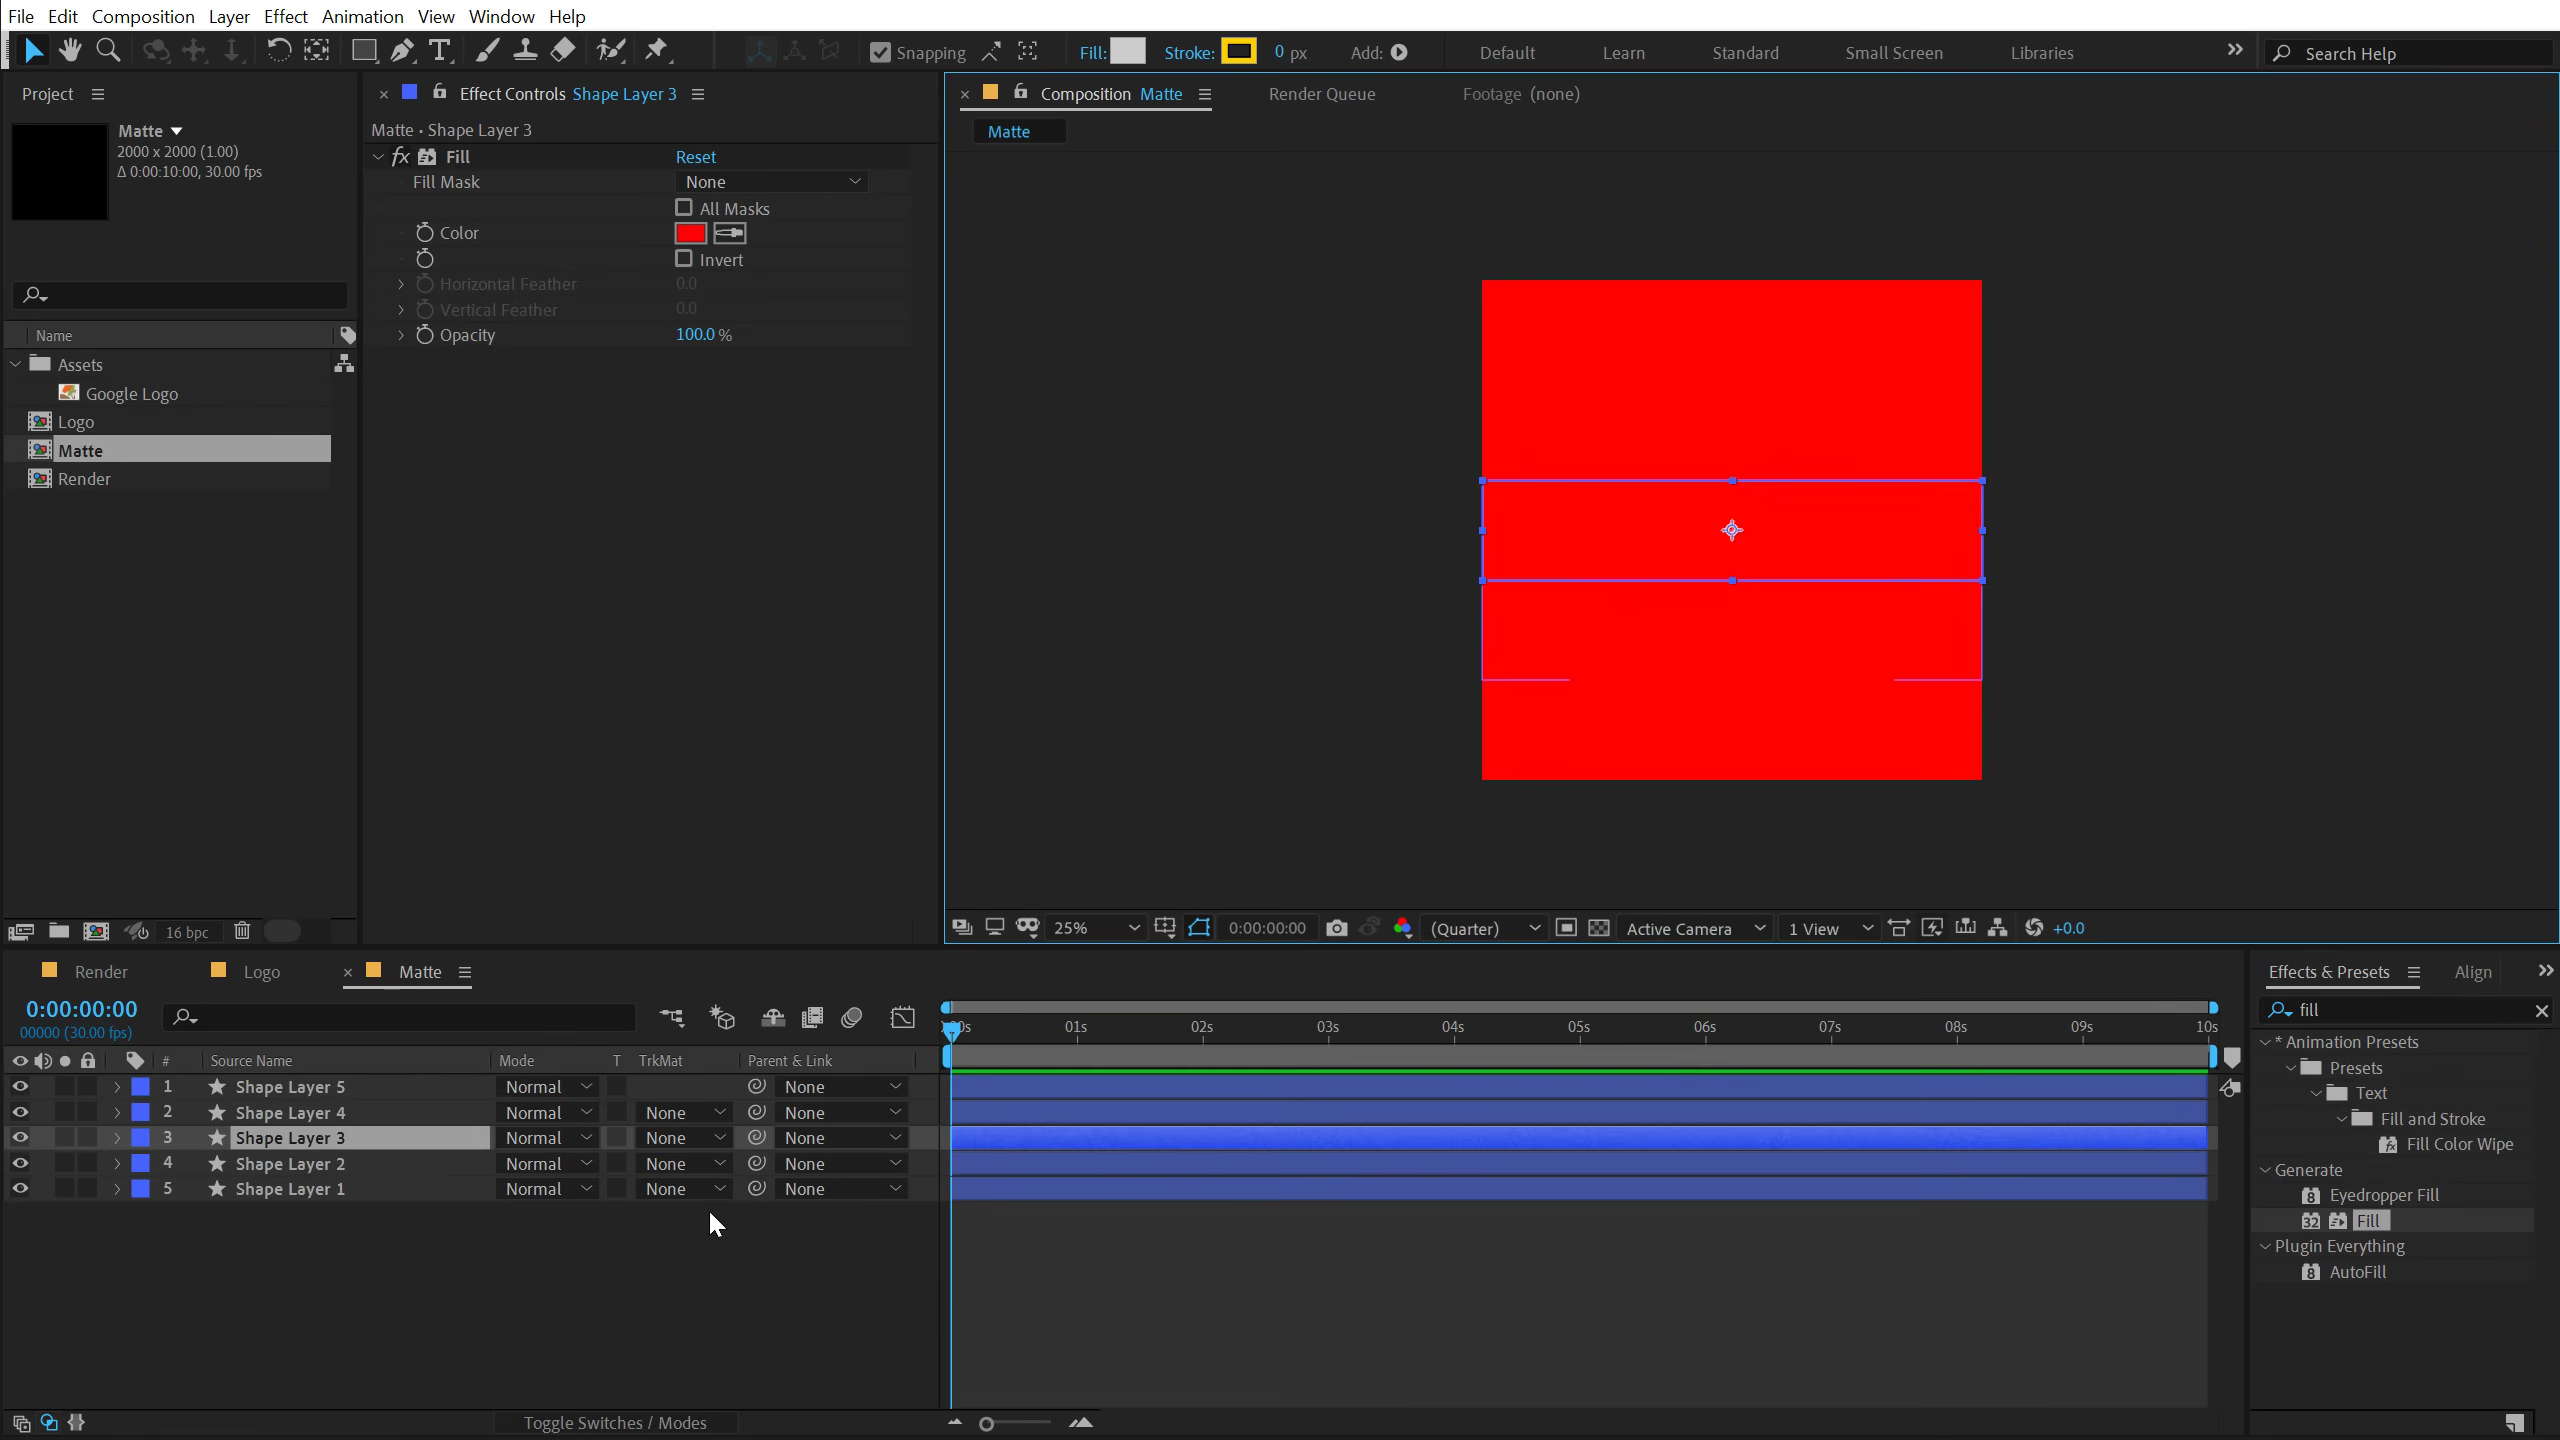 File Edit Composition Layer Effect Animation View Window Help
Snapping Fill: Stroke: 0 px Add: Default Learn Standard Small Screen Libraries Search Help
Project
Matte
2000 x 2000 (1.00)
Δ 0:00:10:00, 30.00 fps
Name
Assets
Google Logo
Logo
Matte
Render
16 bpc
Effect Controls Shape Layer 3
Matte • Shape Layer 3
fx Fill Reset
Fill Mask None
All Masks
Color
Invert
Horizontal Feather 0.0
Vertical Feather 0.0
Opacity 100.0 %
Composition Matte Render Queue Footage (none)
Matte
25% 0:00:00:00 (Quarter) Active Camera 1 View +0.0
Render Logo Matte
0:00:00:00
00000 (30.00 fps)
01s 02s 03s 04s 05s 06s 07s 08s 09s 10s
# Source Name Mode T TrkMat Parent & Link
1 Shape Layer 5 Normal None
2 Shape Layer 4 Normal None None
3 Shape Layer 3 Normal None None
4 Shape Layer 2 Normal None None
5 Shape Layer 1 Normal None None
Toggle Switches / Modes
Effects & Presets Align
fill
* Animation Presets
Presets
Text
Fill and Stroke
Fill Color Wipe
Generate
8 Eyedropper Fill
32 Fill
Plugin Everything
8 AutoFill